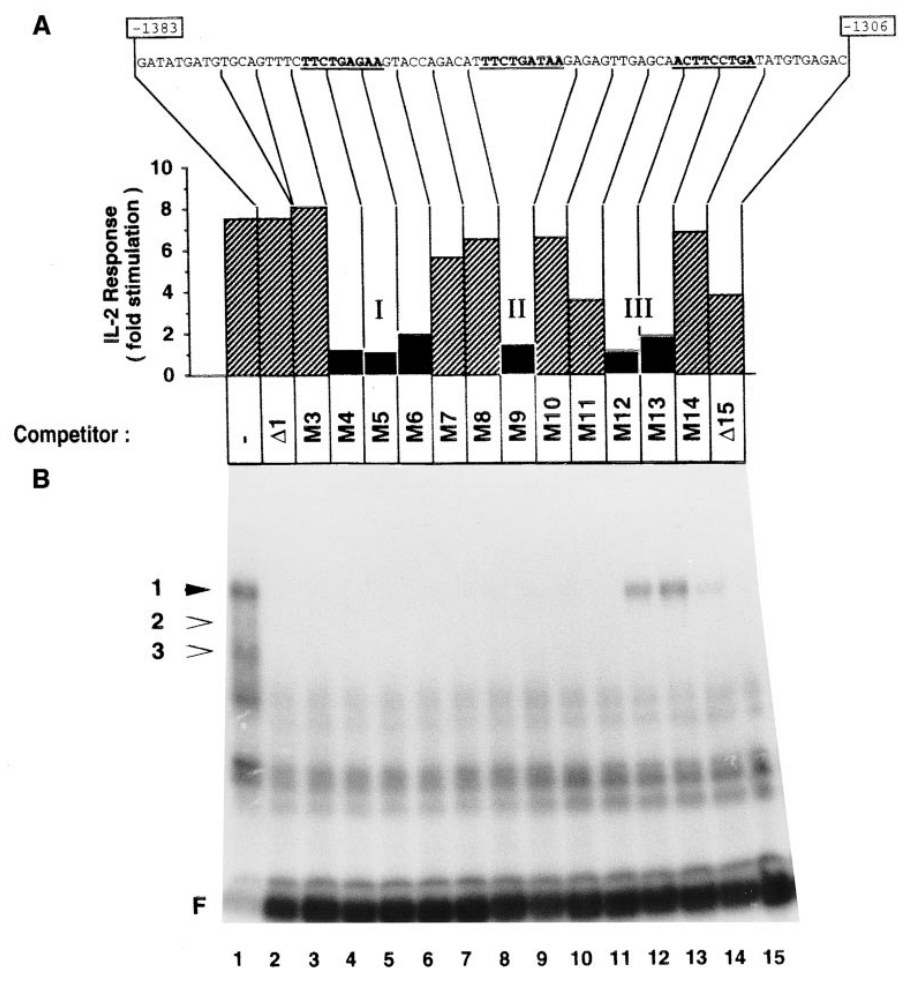 A
-1383
-1306
GATATGATGTGCAGTTTCTTCTGAGAAGTACCAGACATTTCTGATAAGAGAGTTGAGCAACTTCCTGATATGTGAGAC
IL-2 Response
( fold stimulation )
10
8
6
4
2
0
I
II
III
Competitor :
-
Δ1
M3
M4
M5
M6
M7
M8
M9
M10
M11
M12
M13
M14
Δ15
B
1
2
3
F
1 2 3 4 5 6 7 8 9 10 11 12 13 14 15